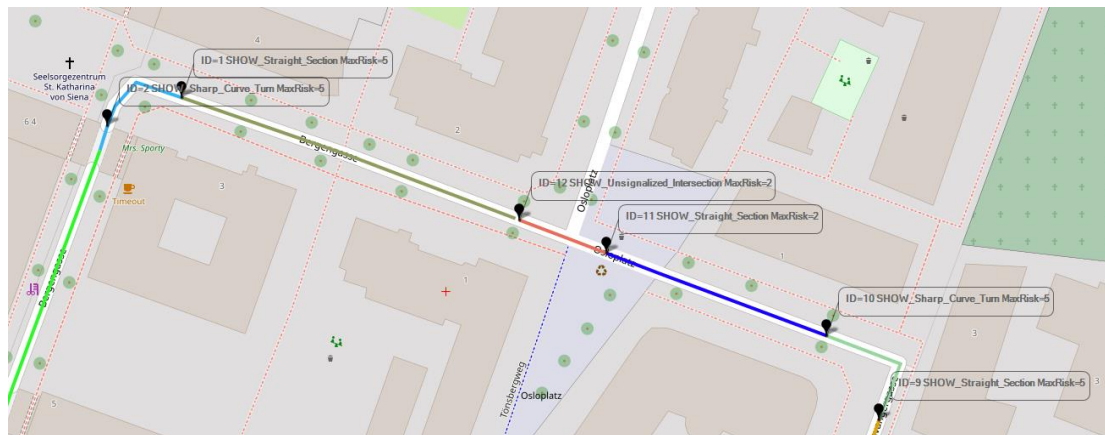 4
ID=1 SHOW_Straight_Section MaxRisk=5
Seelsorgezentrum
St. Katharina
von Siena
ID=2 SHOW_Sharp_Curve_Turn MaxRisk=5
6 4
2
Bergengasse
Mrs. Sporty
3
Timeout
ID=12 SHOW_Unsignalized_Intersection MaxRisk=2
Osloplatz
ID=11 SHOW_Straight_Section MaxRisk=2
Osloplatz
1
1
Bergengasse
ID=10 SHOW_Sharp_Curve_Turn MaxRisk=5
3
ID=9 SHOW_Straight_Section MaxRisk=5
3
Tonsbergweg
Osloplatz
5